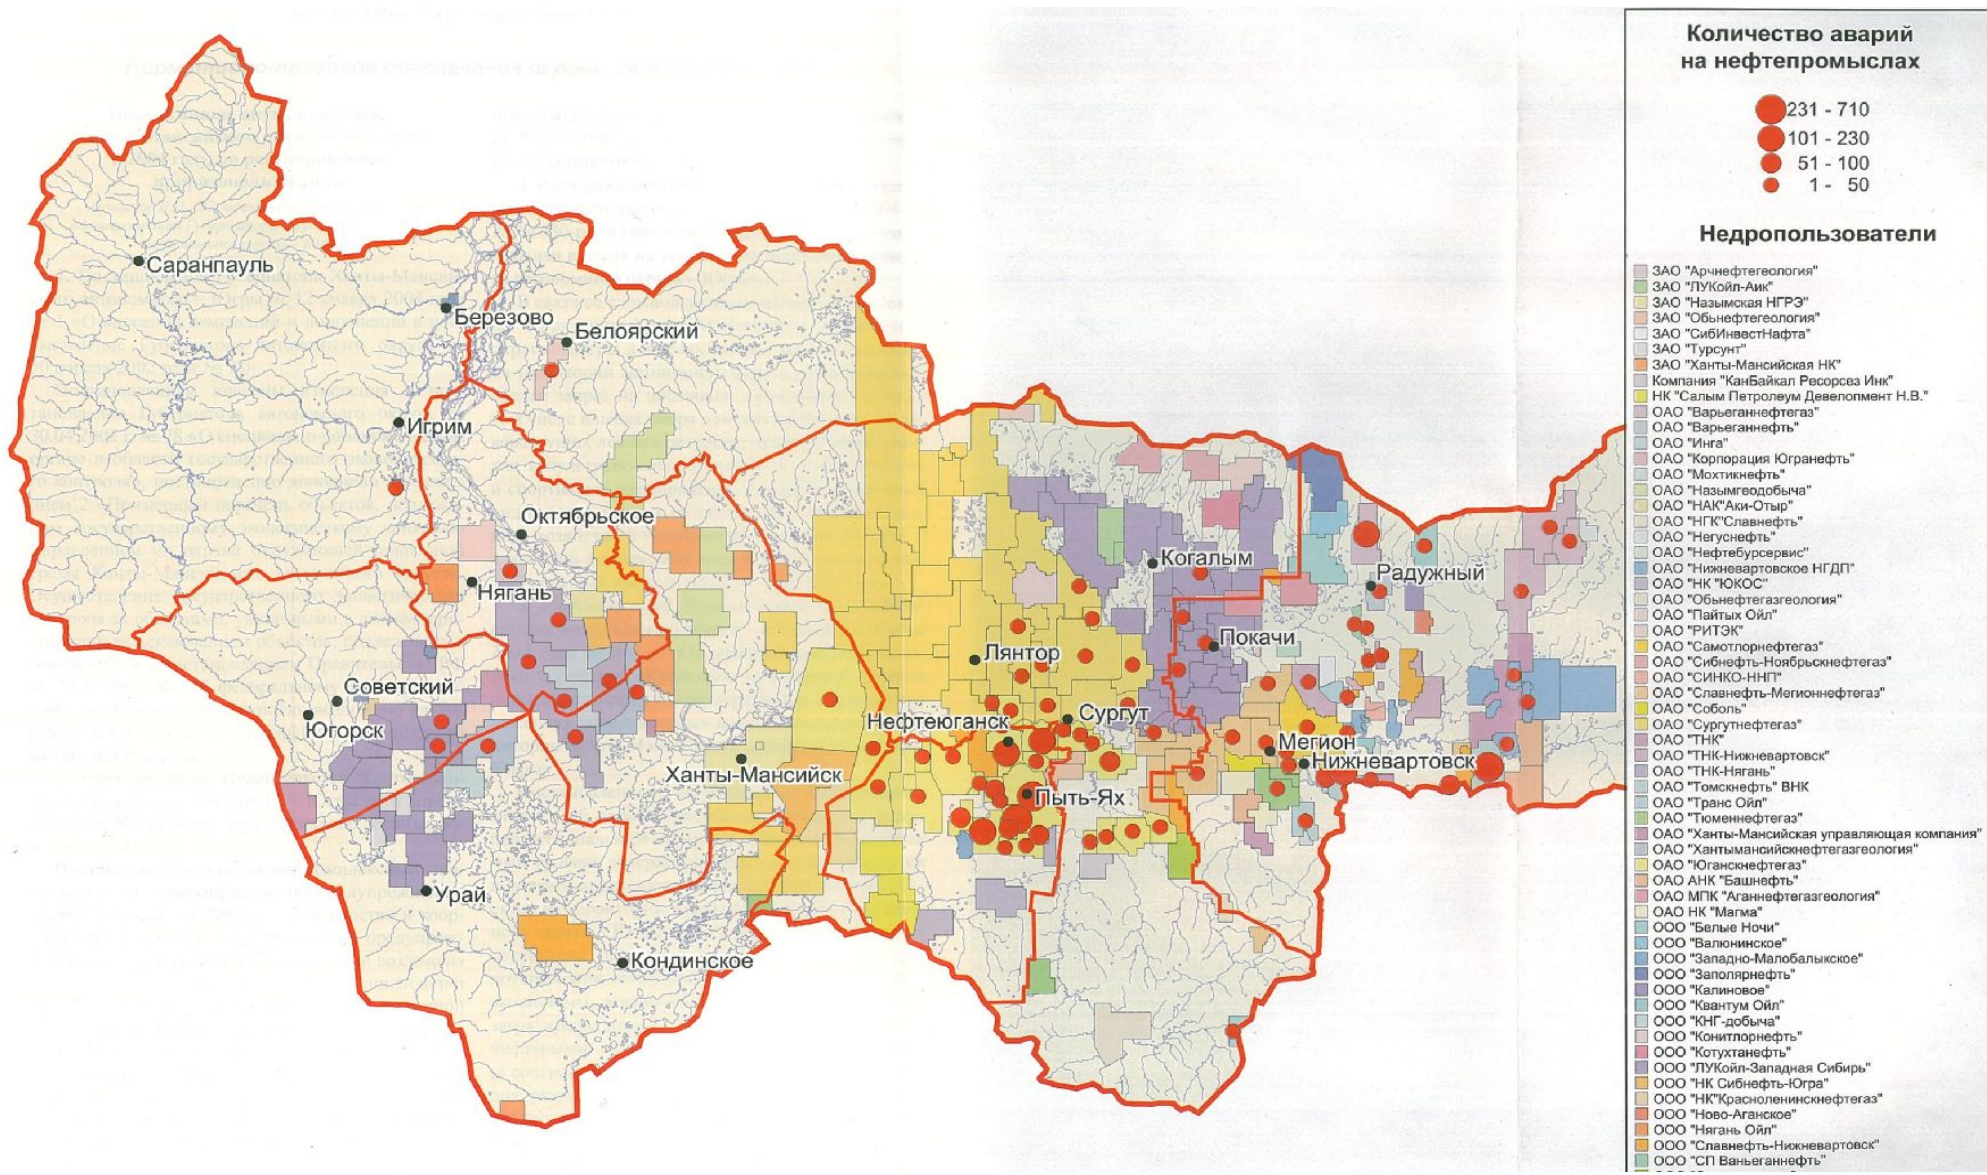 Количество аварий
на нефтепромыслах
231 - 710
101 - 230
51 - 100
1 - 50
Недропользователи
ЗАО "Арчнефтегеология"
ЗАО "ЛУКойл-Аик"
ЗАО "Назымская НГРЭ"
ЗАО "Обьнефтегеология"
ЗАО "СибИнвестНафта"
ЗАО "Турсунт"
ЗАО "Ханты-Мансийская НК"
Компания "КанБайкал Ресорсез Инк"
НК "Салым Петролеум Девелопмент Н.В."
ОАО "Варьеганнефтегаз"
ОАО "Варьеганнефть"
ОАО "Инга"
ОАО "Корпорация Югранефть"
ОАО "Мохтикнефть"
ОАО "Назымгеодобыча"
ОАО "НАК"Аки-Отыр"
ОАО "НГК"Славнефть"
ОАО "Негуснефть"
ОАО "Нефтебурсервис"
ОАО "Нижневартовское НГДП"
ОАО "НК "ЮКОС"
ОАО "Обьнефтегазгеология"
ОАО "Пайтых Ойл"
ОАО "РИТЭК"
ОАО "Самотлорнефтегаз"
ОАО "Сибнефть-Ноябрьскнефтегаз"
ОАО "СИНКО-ННП"
ОАО "Славнефть-Мегионнефтегаз"
ОАО "Соболь"
ОАО "Сургутнефтегаз"
ОАО "ТНК"
ОАО "ТНК-Нижневартовск"
ОАО "ТНК-Нягань"
ОАО "Томскнефть" ВНК
ОАО "Транс Ойл"
ОАО "Тюменнефтегаз"
ОАО "Ханты-Мансийская управляющая компания"
ОАО "Хантымансийскнефтегазгеология"
ОАО "Юганскнефтегаз"
ОАО АНК "Башнефть"
ОАО МПК "Аганнефтегазгеология"
ОАО НК "Магма"
ООО "Белые Ночи"
ООО "Валюнинское"
ООО "Западно-Малобалыкское"
ООО "Заполярнефть"
ООО "Калиновое"
ООО "Квантум Ойл"
ООО "КНГ-добыча"
ООО "Конитлорнефть"
ООО "Котухтанефть"
ООО "ЛУКойл-Западная Сибирь"
ООО "НК Сибнефть-Югра"
ООО "НК"Красноленинскнефтегаз"
ООО "Ново-Аганское"
ООО "Нягань Ойл"
ООО "Славнефть-Нижневартовск"
ООО "СП Ваньеганнефть"
Саранпауль
Березово
Белоярский
Игрим
Октябрьское
Нягань
Когалым
Радужный
Покачи
Лянтор
Советский
Югорск
Нефтеюганск
Сургут
Мегион
Нижневартовск
Ханты-Мансийск
Пыть-Ях
Урай
Кондинское